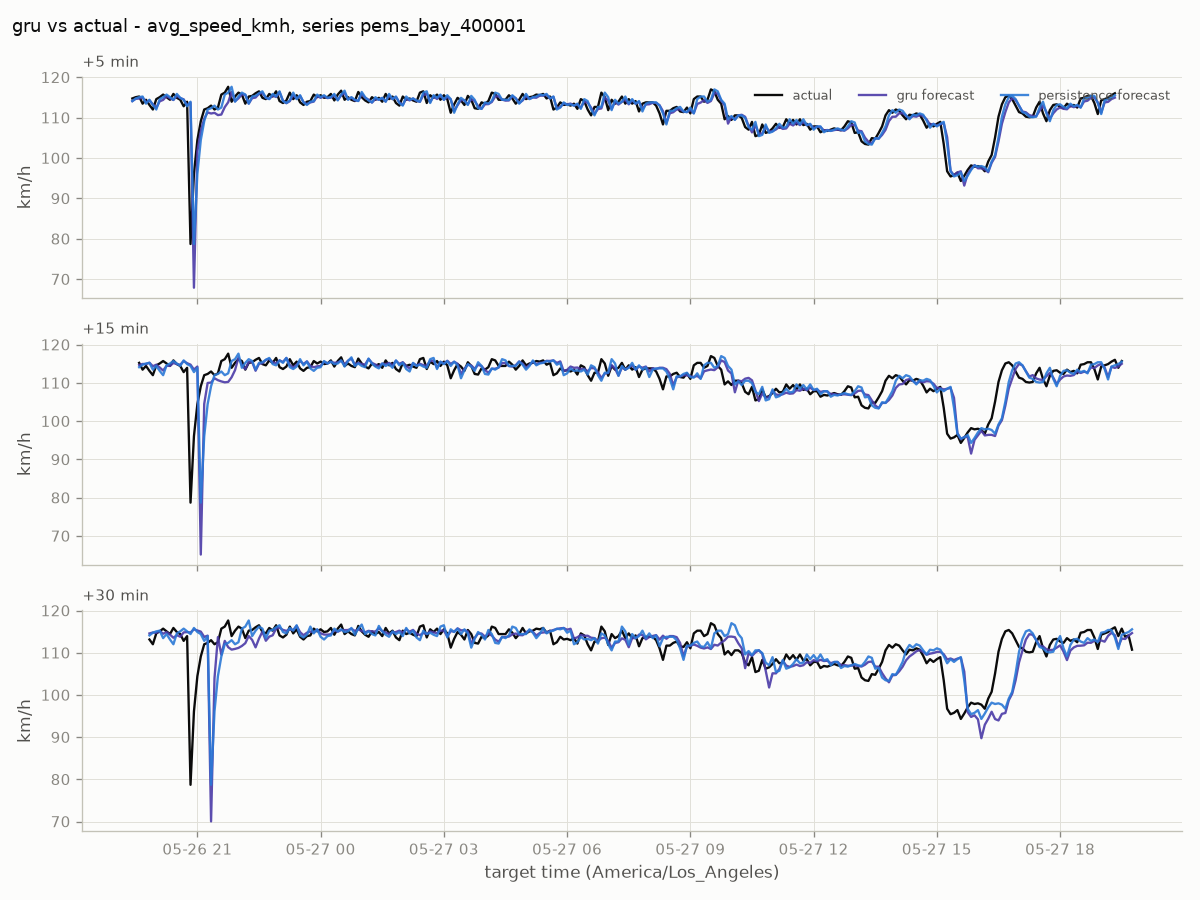 gru vs actual - avg_speed_kmh, series pems_bay_400001
+5 min
120
110
100
90
80
70
km/h
actual
gru forecast
persistence forecast
+15 min
120
110
100
90
80
70
km/h
+30 min
120
110
100
90
80
70
km/h
05-26 21
05-27 00
05-27 03
05-27 06
05-27 09
05-27 12
05-27 15
05-27 18
target time (America/Los_Angeles)